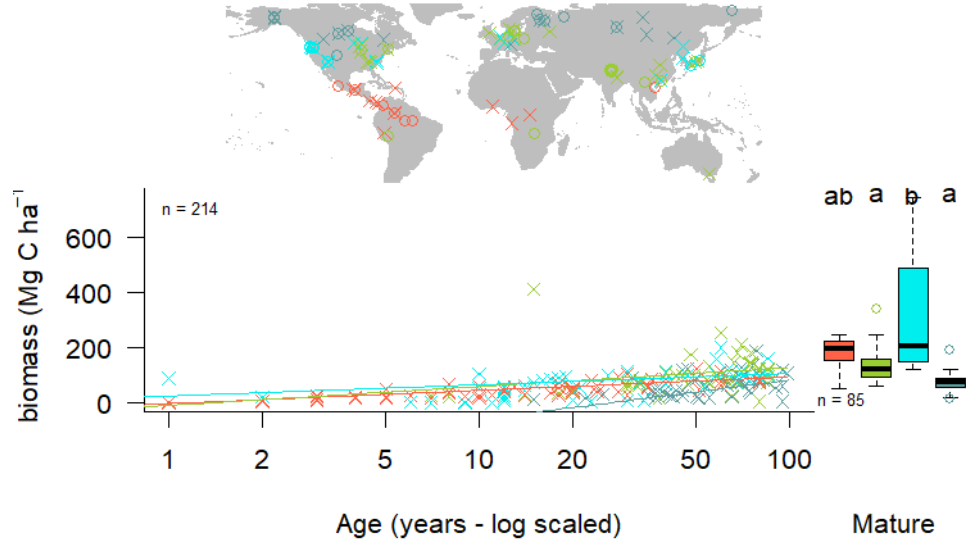 biomass (Mg C ha⁻¹
600
400
200
0
n = 214
ab a b a
n = 85
1 2 5 10 20 50 100
Age (years - log scaled)
Mature